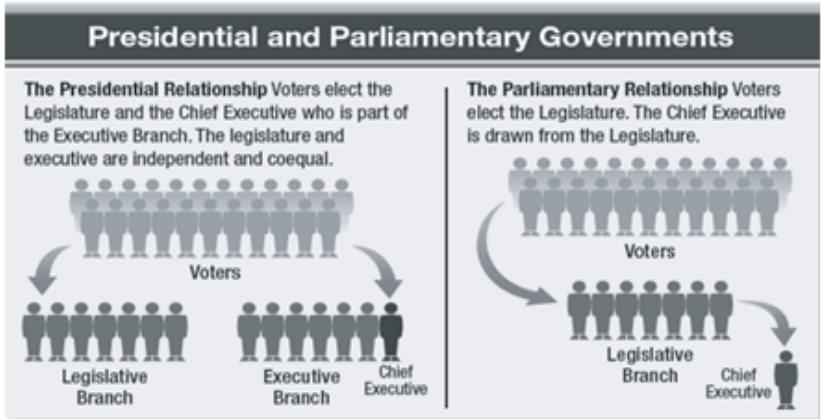 Presidential and Parliamentary Governments
The Presidential Relationship Voters elect the
Legislature and the Chief Executive who is part of
the Executive Branch. The legislature and
executive are independent and coequal.
Voters
Legislative
Branch
Executive
Branch
Chief
Executive
The Parliamentary Relationship Voters
elect the Legislature. The Chief Executive
is drawn from the Legislature.
Voters
Legislative
Branch
Chief
Executive